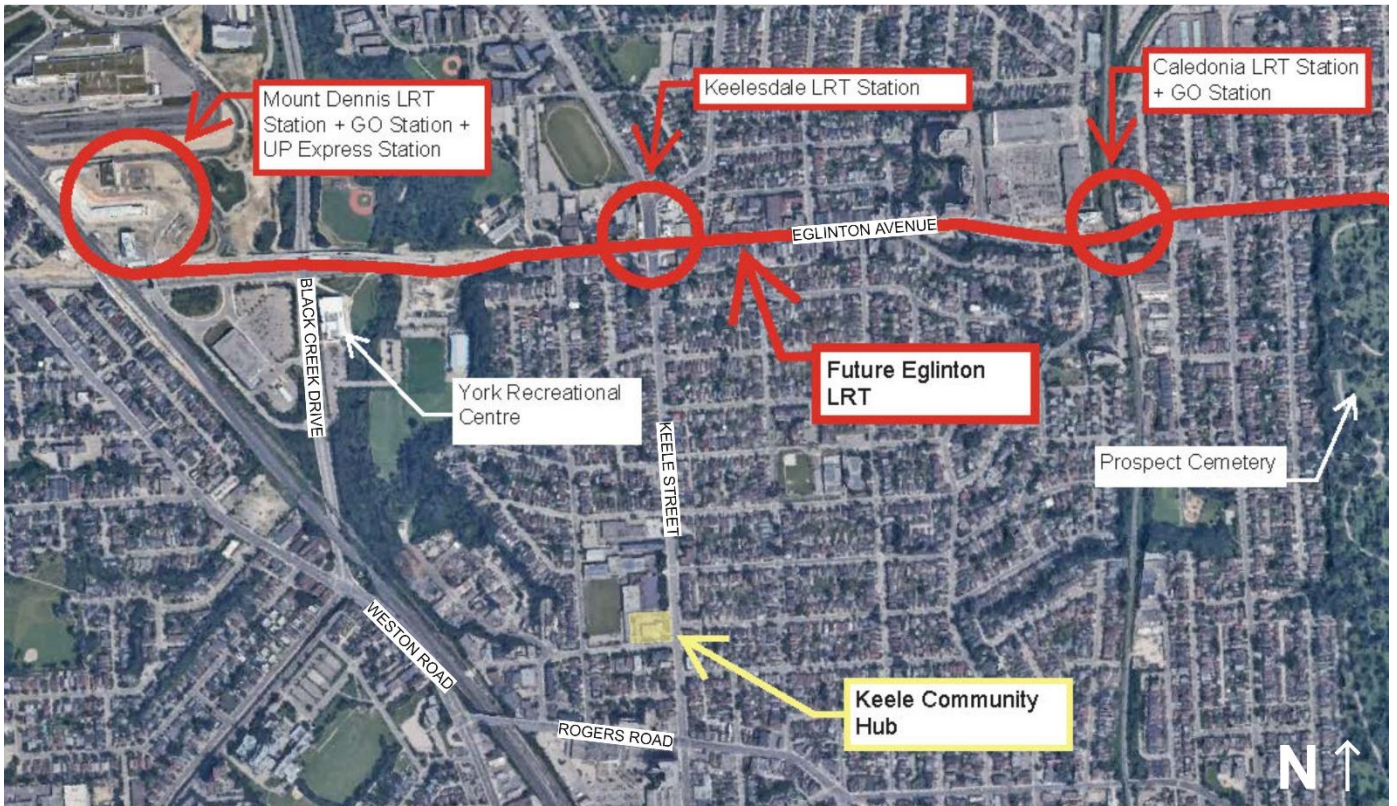 Mount Dennis LRT
Station + GO Station +
UP Express Station
Keelesdale LRT Station
Caledonia LRT Station
+ GO Station
EGLINTON AVENUE
BLACK CREEK DRIVE
York Recreational
Centre
Future Eglinton
LRT
KEELE STREET
Prospect Cemetery
WESTON ROAD
ROGERS ROAD
Keele Community
Hub
N